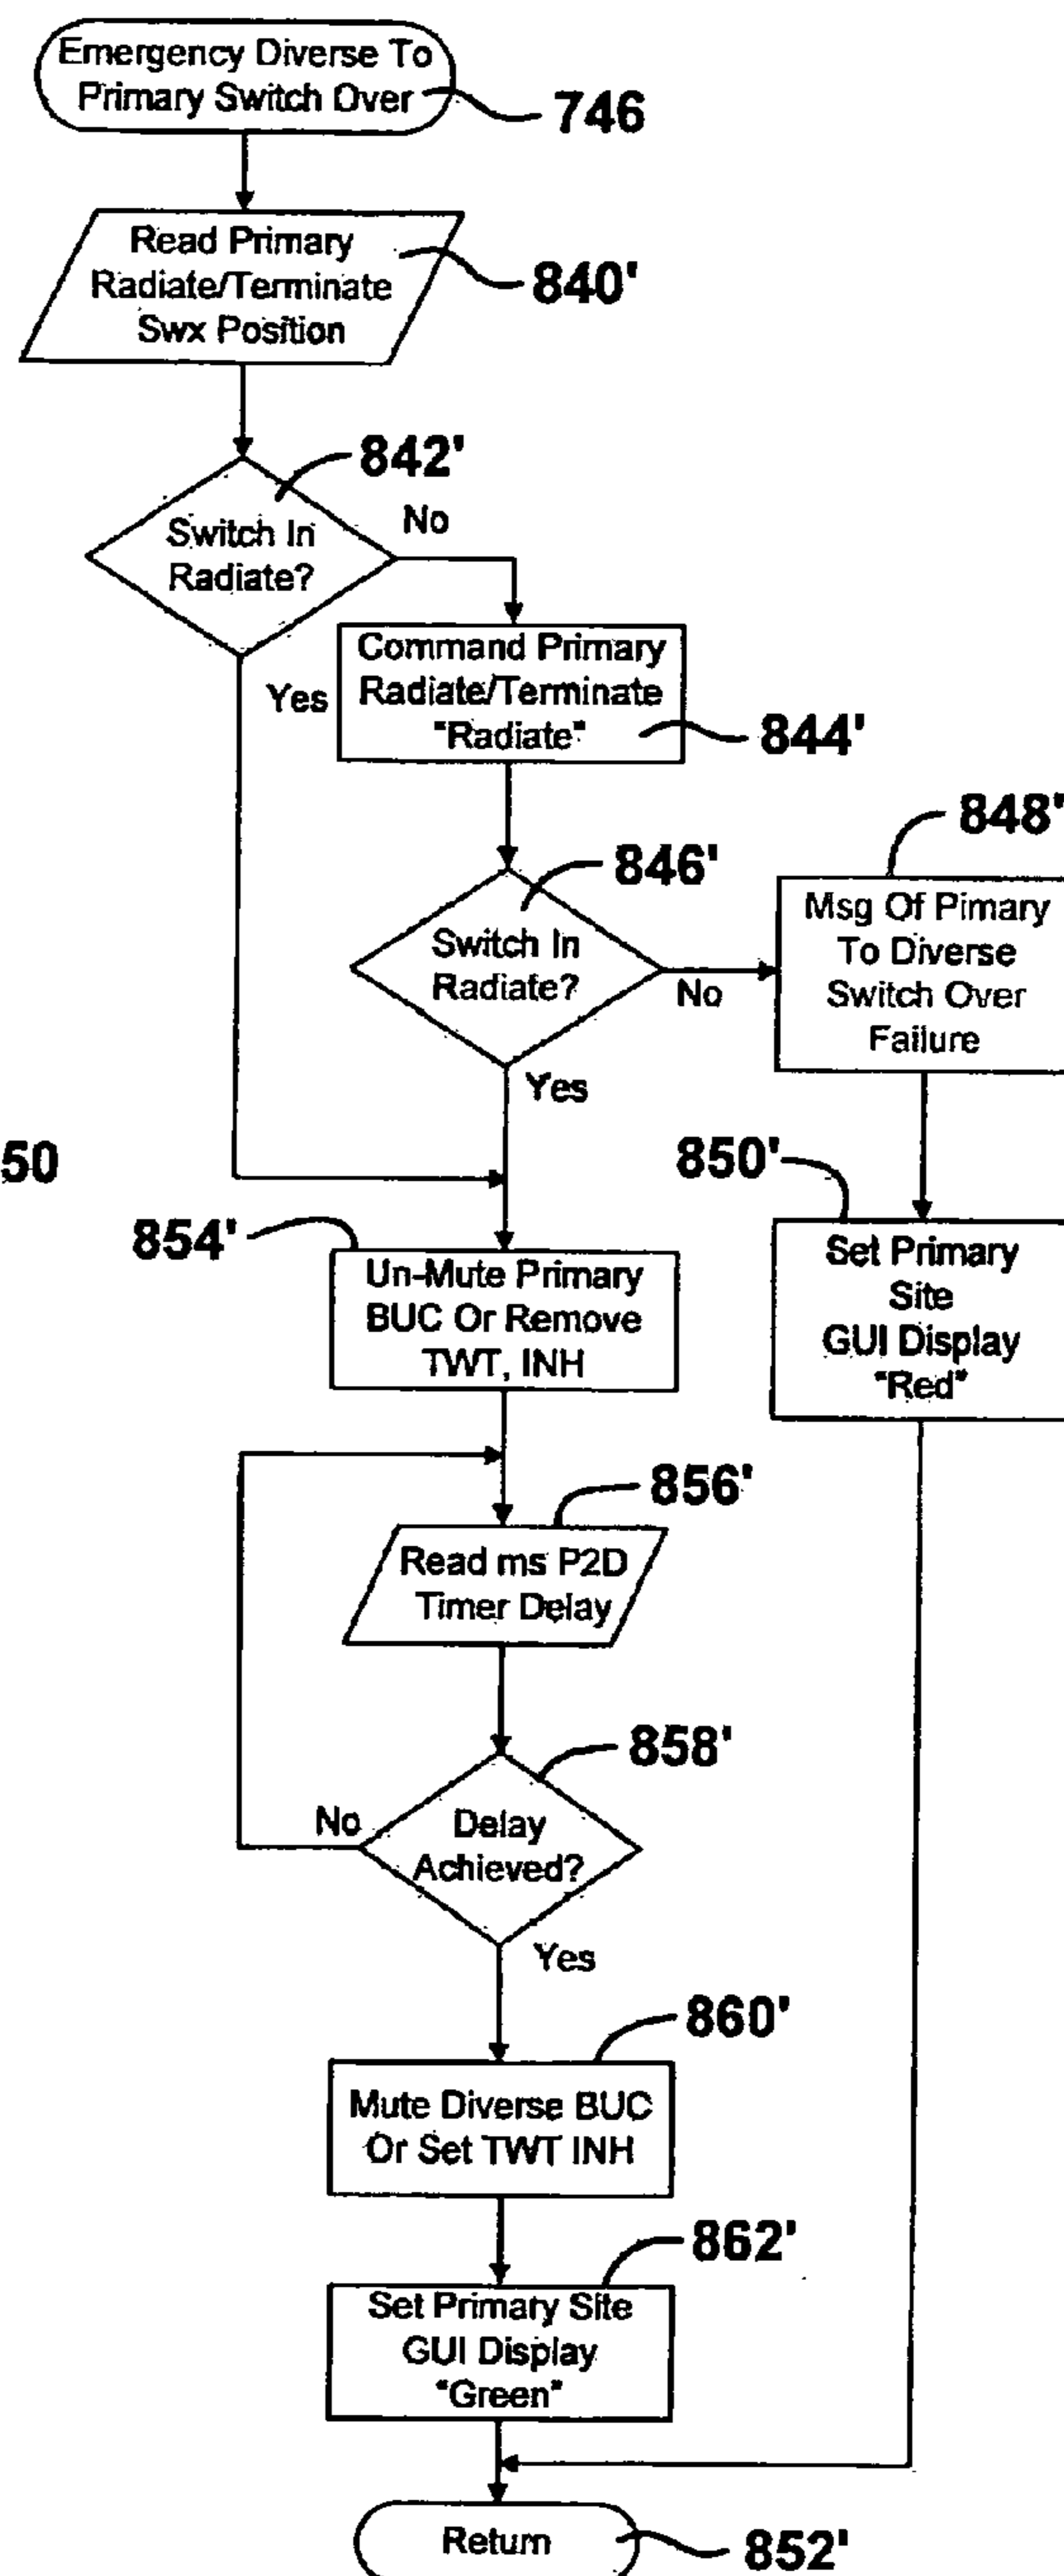 Emergency Diverse To
Primary Switch Over
746
Read Primary
Radiate/Terminate
Swx Position
840'
842'
Switch In
Radiate?
No
Yes
Command Primary
Radiate/Terminate
"Radiate"
844'
846'
Switch In
Radiate?
No
Yes
848'
Msg Of Pimary
To Diverse
Switch Over
Failure
50
850'
Set Primary
Site
GUI Display
"Red"
854'
Un-Mute Primary
BUC Or Remove
TWT, INH
856'
Read ms P2D
Timer Delay
858'
Delay
Achieved?
No
Yes
860'
Mute Diverse BUC
Or Set TWT INH
862'
Set Primary Site
GUI Display
"Green"
Return
852'